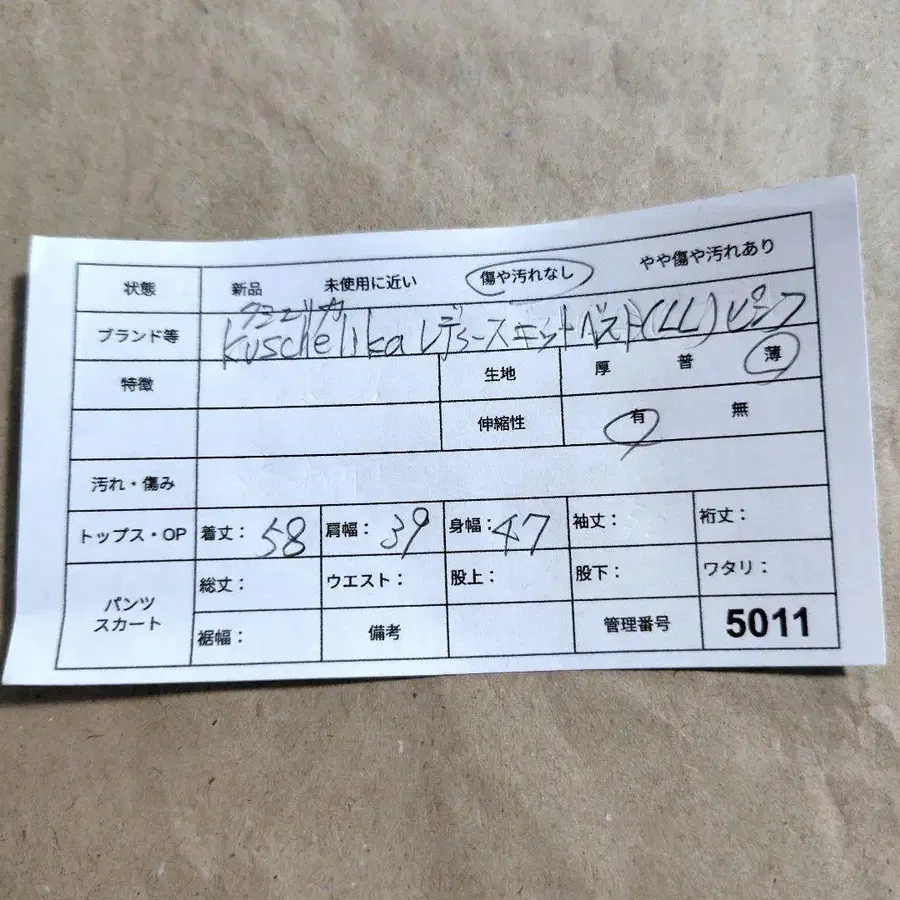 状態 新品 未使用に近い 傷や汚れなし やや傷や汚れあり
クシェリカ
ブランド等 Kuschelika レディースニットベスト(LL)ピンク
特徴 生地 厚 普 薄
伸縮性 有 無
汚れ・傷み
トップス・OP 着丈: 58 肩幅: 39 身幅: 47 袖丈: 裄丈:
パンツ スカート 総丈: ウエスト: 股上: 股下: ワタリ:
裾幅: 備考 管理番号 5011